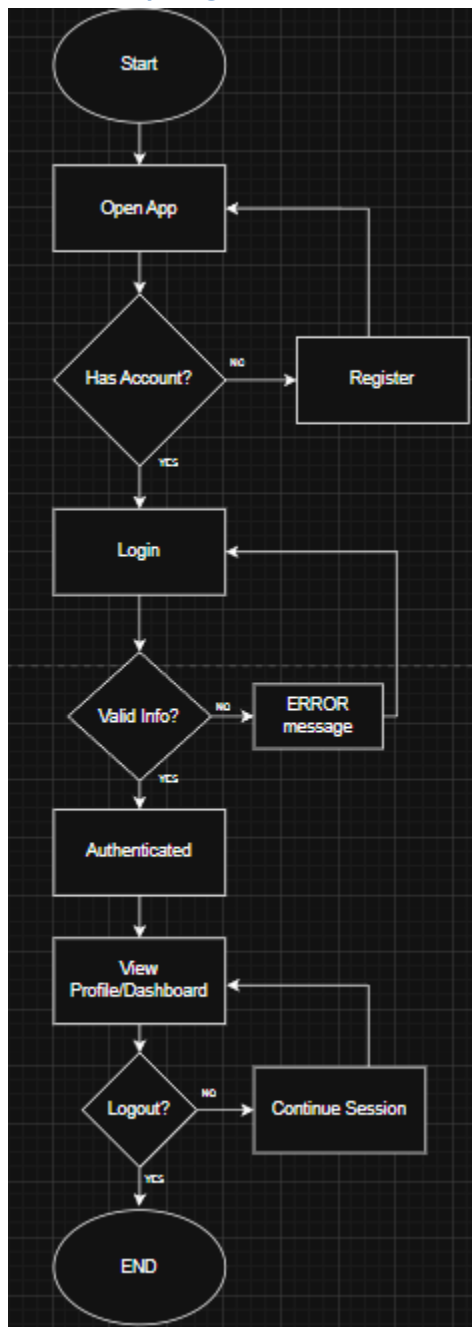 Start
Open App
Has Account?
NO
Register
YES
Login
Valid Info?
NO
ERROR
message
YES
Authenticated
View
Profile/Dashboard
Logout?
NO
Continue Session
YES
END